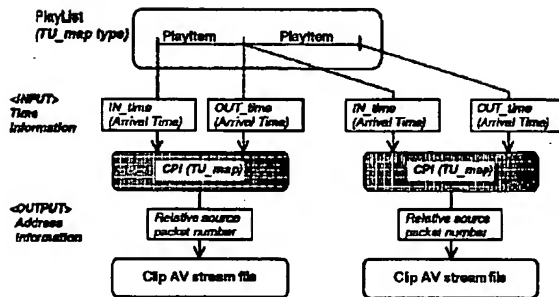 PlayList
(TU_map type)
PlayItem PlayItem
<INPUT>
Time
Information
IN_time
(Arrival Time)
OUT_time
(Arrival Time)
IN_time
(Arrival Time)
OUT_time
(Arrival Time)
CPI (TU_map)
CPI (TU_map)
<OUTPUT>
Address
Information
Relative source
packet number
Relative source
packet number
Clip AV stream file
Clip AV stream file